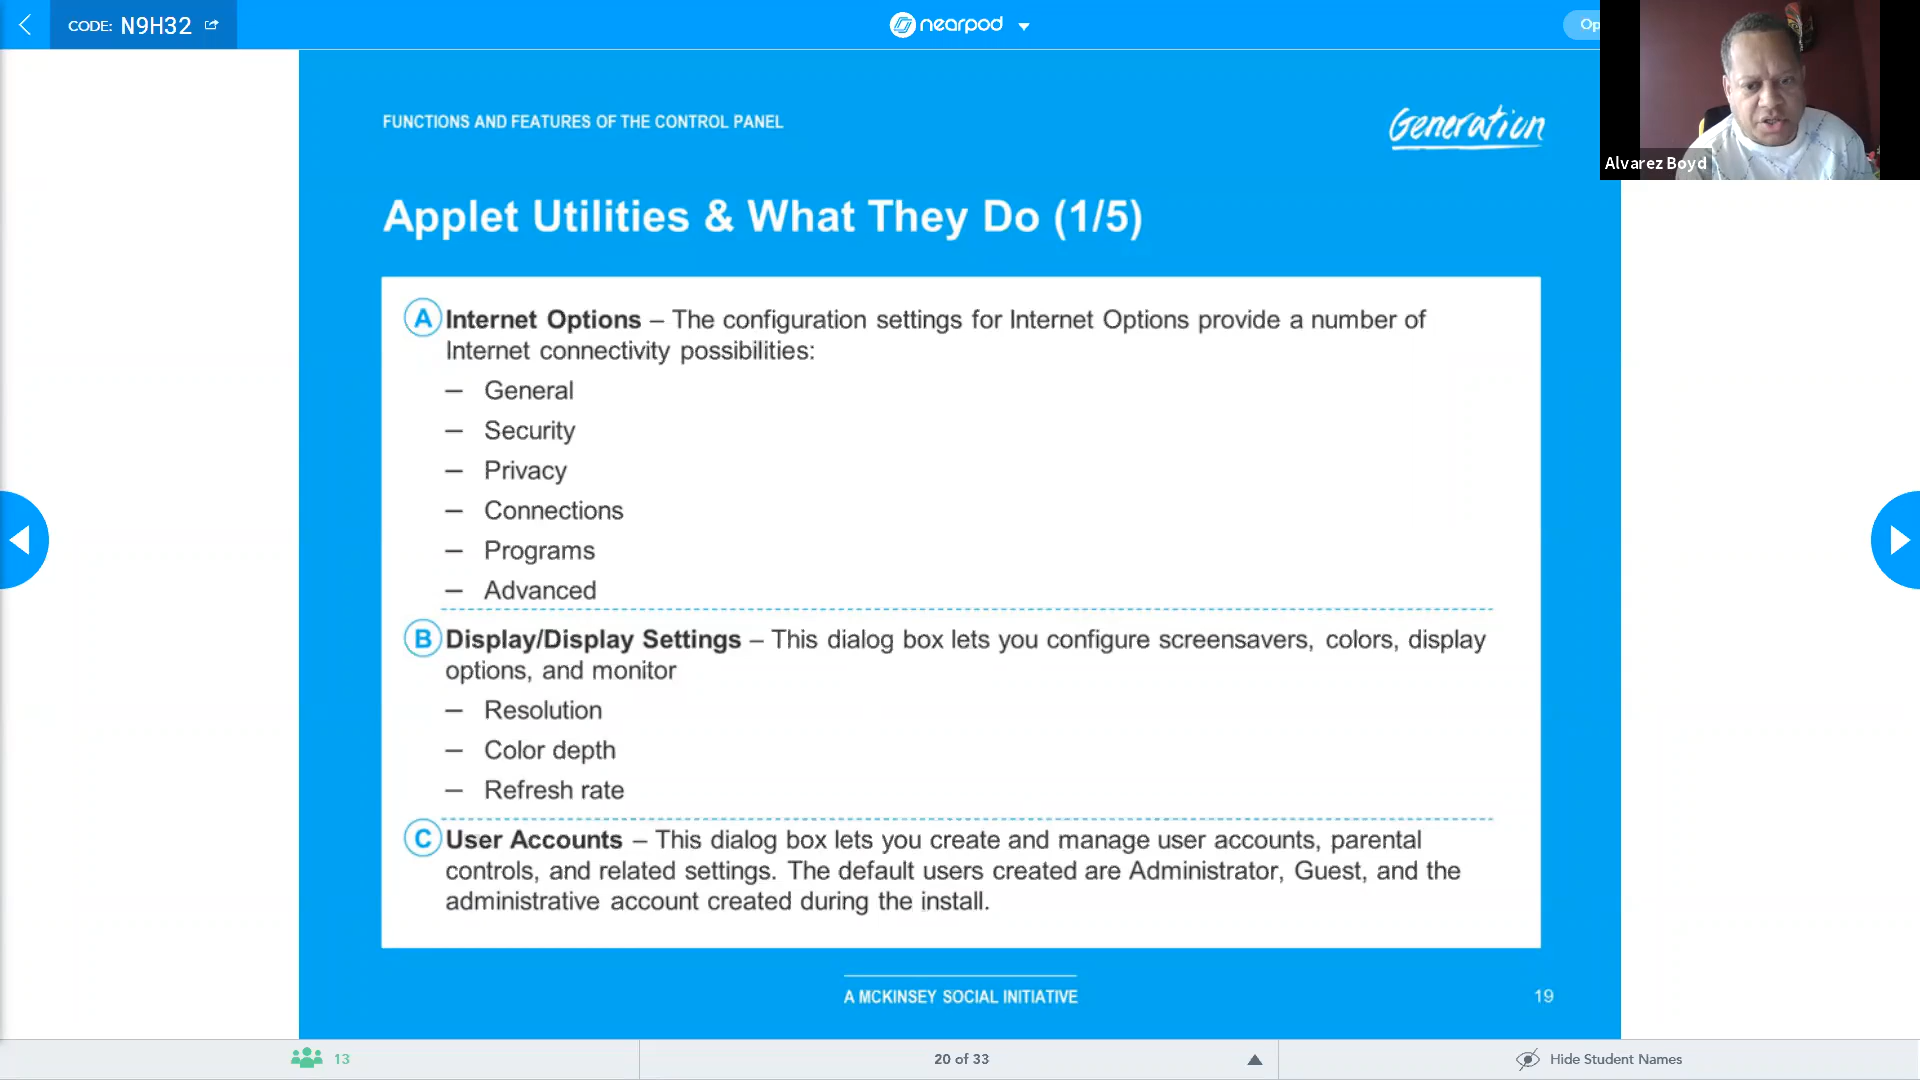 CODE: N9H32
nearpod
Op
Alvarez Boyd
FUNCTIONS AND FEATURES OF THE CONTROL PANEL
Generation
Applet Utilities & What They Do (1/5)
A Internet Options – The configuration settings for Internet Options provide a number of
Internet connectivity possibilities:
– General
– Security
– Privacy
– Connections
– Programs
– Advanced
B Display/Display Settings – This dialog box lets you configure screensavers, colors, display
options, and monitor
– Resolution
– Color depth
– Refresh rate
C User Accounts – This dialog box lets you create and manage user accounts, parental
controls, and related settings. The default users created are Administrator, Guest, and the
administrative account created during the install.
A MCKINSEY SOCIAL INITIATIVE
19
13
20 of 33
Hide Student Names